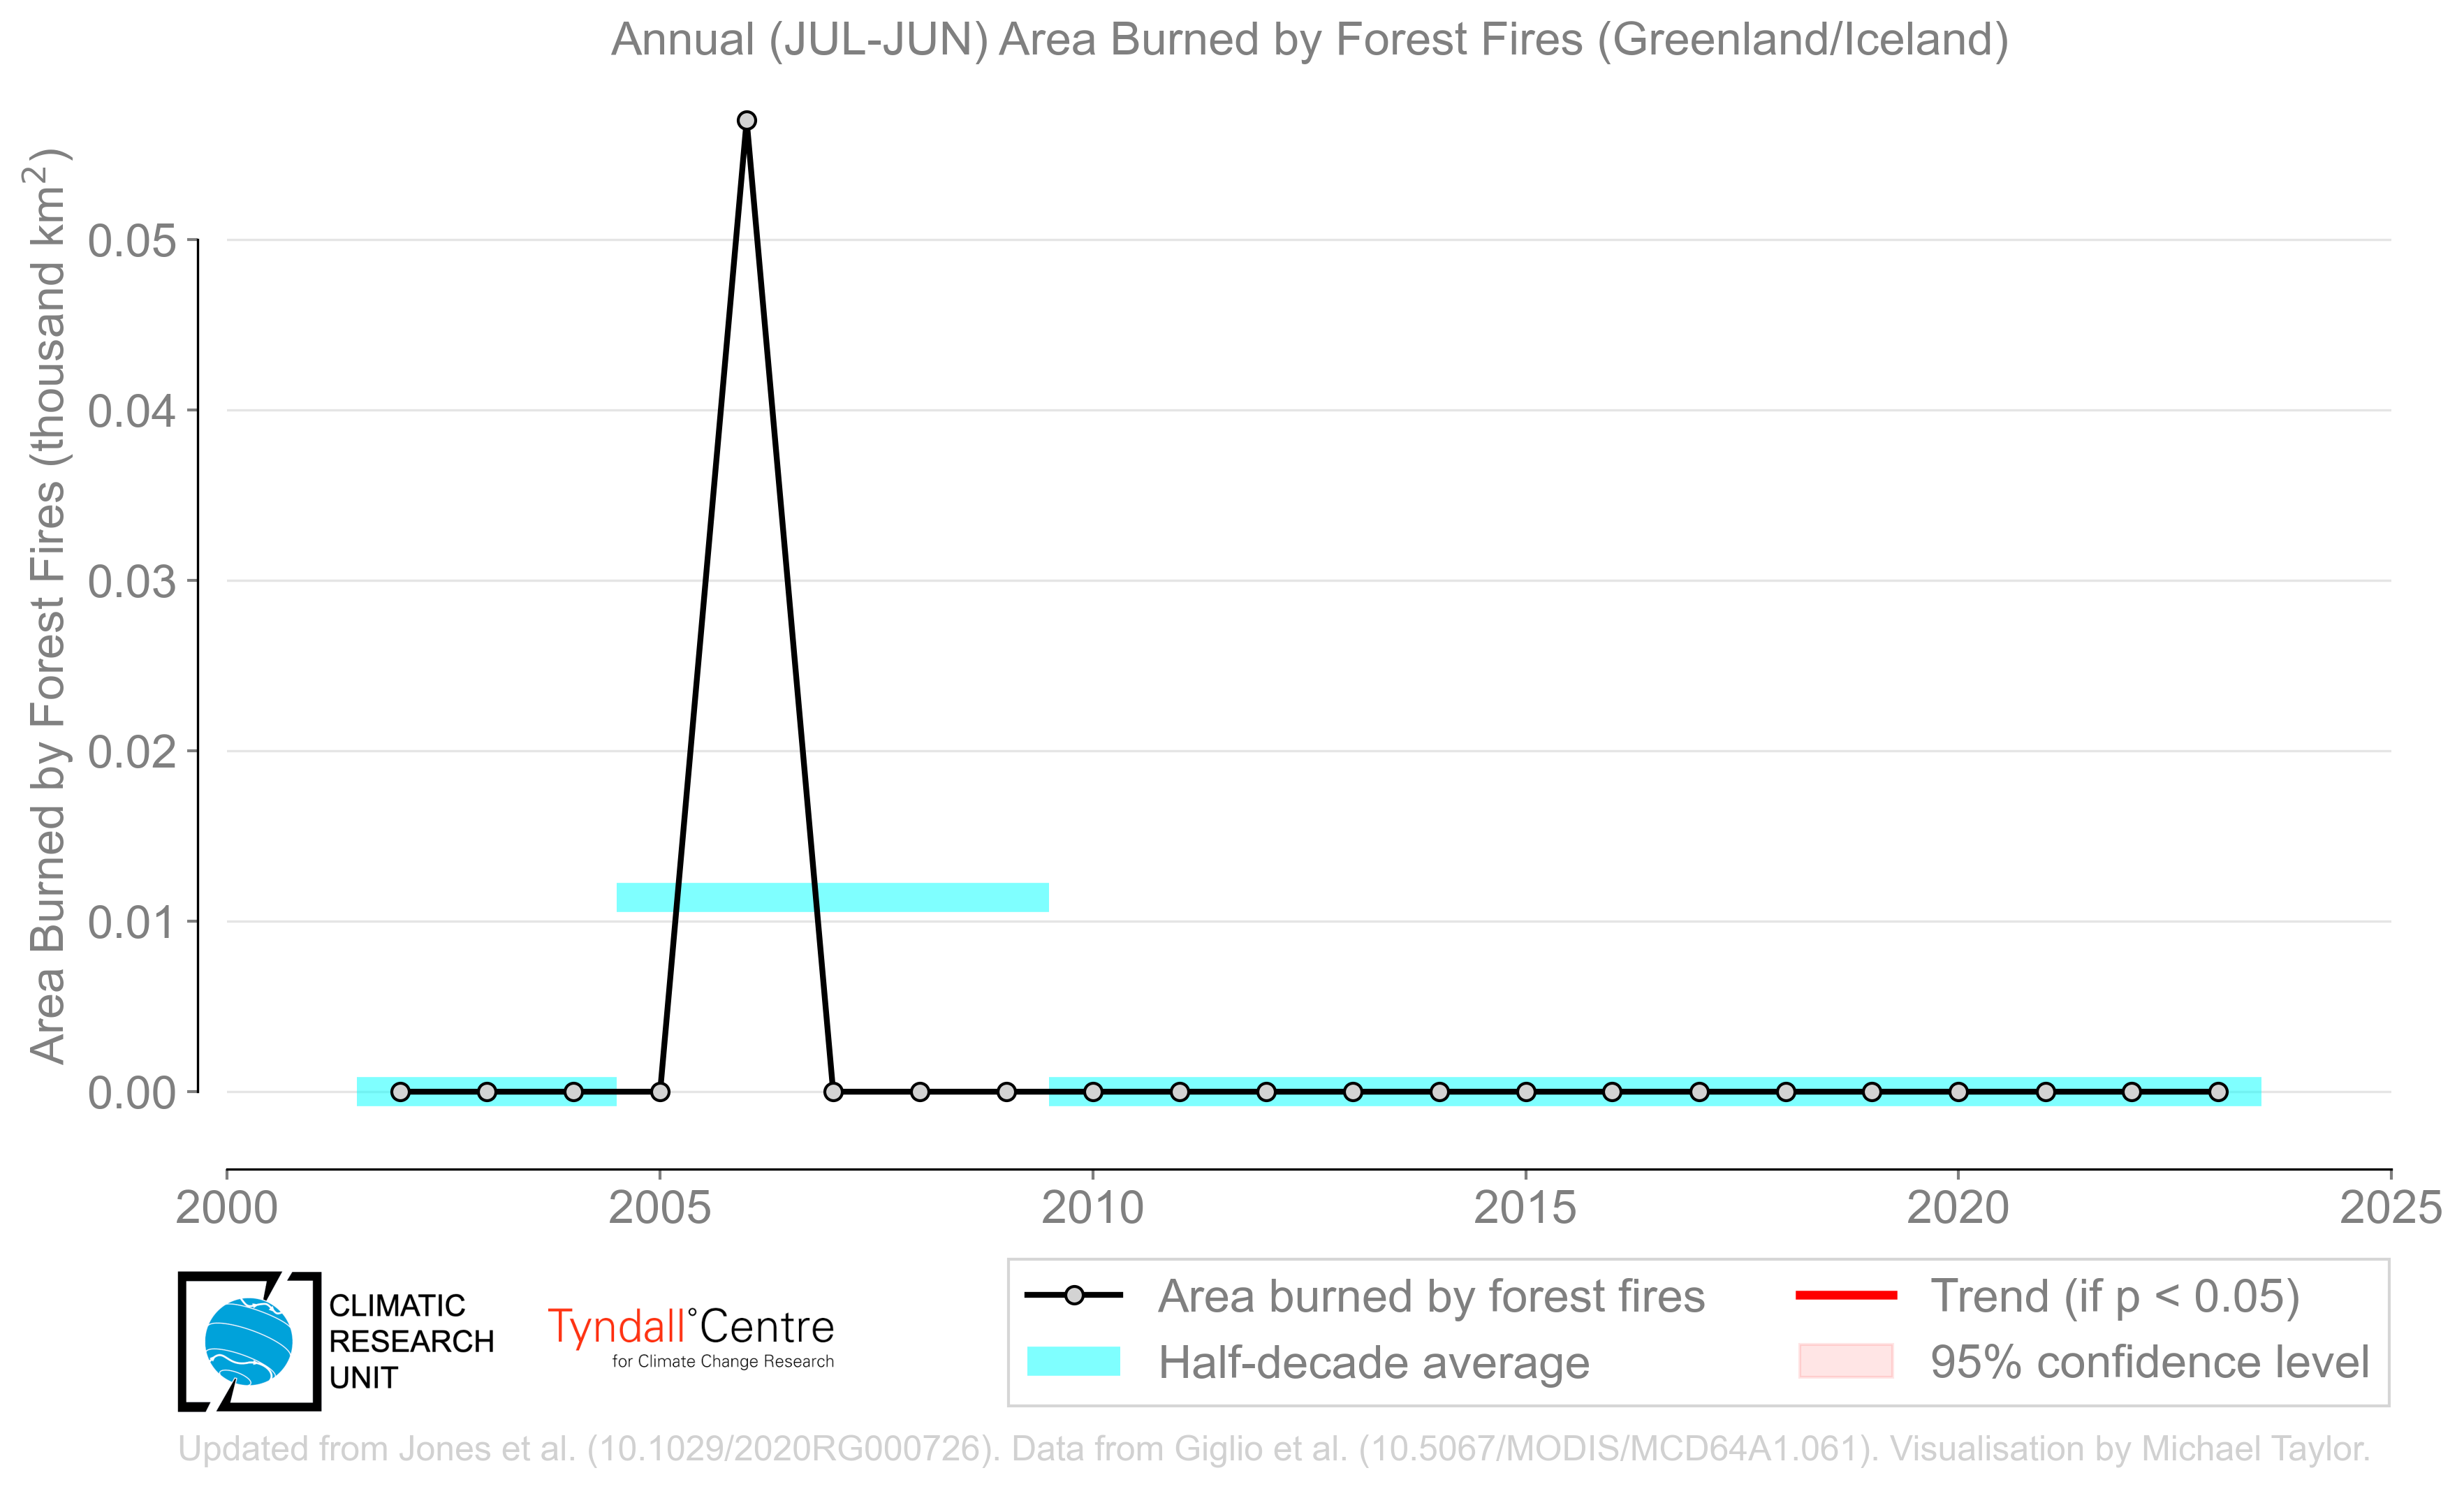 Annual (JUL-JUN) Area Burned by Forest Fires (Greenland/Iceland)
Area Burned by Forest Fires (thousand km²)
0.05
0.04
0.03
0.02
0.01
0.00
2000 2005 2010 2015 2020 2025
CLIMATIC
RESEARCH
UNIT
Tyndall°Centre
for Climate Change Research
Area burned by forest fires
Half-decade average
Trend (if p < 0.05)
95% confidence level
Updated from Jones et al. (10.1029/2020RG000726). Data from Giglio et al. (10.5067/MODIS/MCD64A1.061). Visualisation by Michael Taylor.